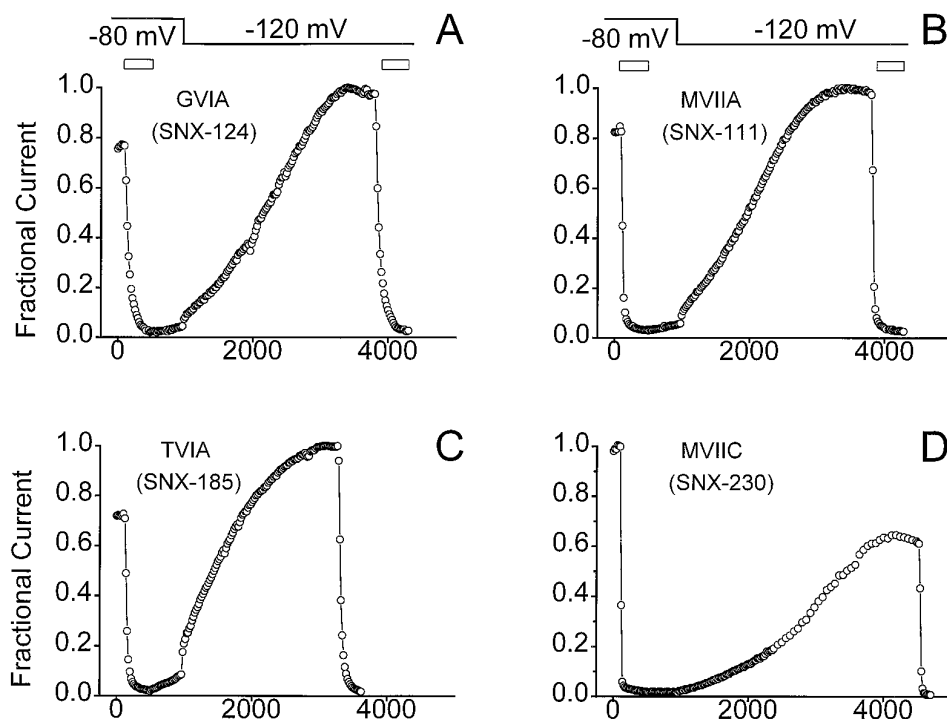 -80 mV -120 mV A
GVIA
(SNX-124)
Fractional Current
1.0
0.8
0.6
0.4
0.2
0.0
0 2000 4000
-80 mV -120 mV B
MVIIA
(SNX-111)
1.0
0.8
0.6
0.4
0.2
0.0
0 2000 4000
C
TVIA
(SNX-185)
Fractional Current
1.0
0.8
0.6
0.4
0.2
0.0
0 2000 4000
D
MVIIC
(SNX-230)
1.0
0.8
0.6
0.4
0.2
0.0
0 2000 4000